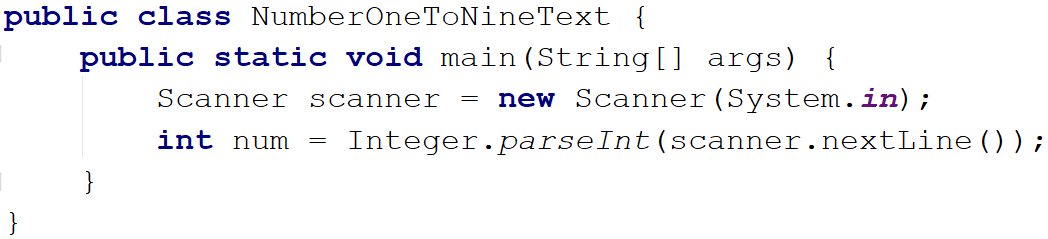 public class NumberOneToNineText {
    public static void main(String[] args) {
        Scanner scanner = new Scanner(System.in);
        int num = Integer.parseInt(scanner.nextLine());
    }
}